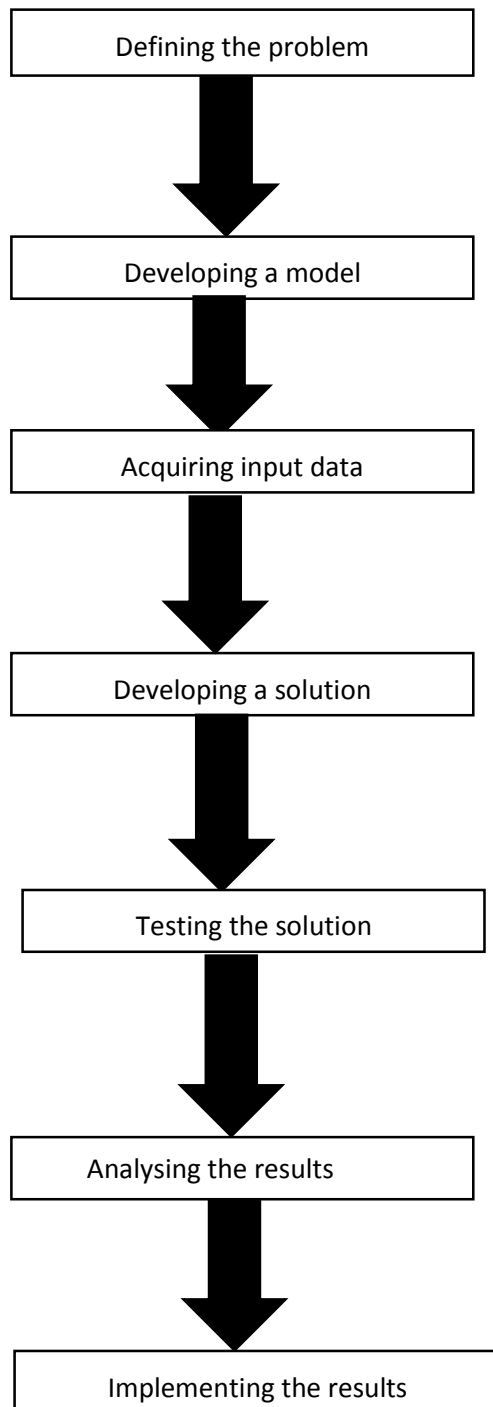 Defining the problem
Developing a model
Acquiring input data
Developing a solution
Testing the solution
Analysing the results
Implementing the results